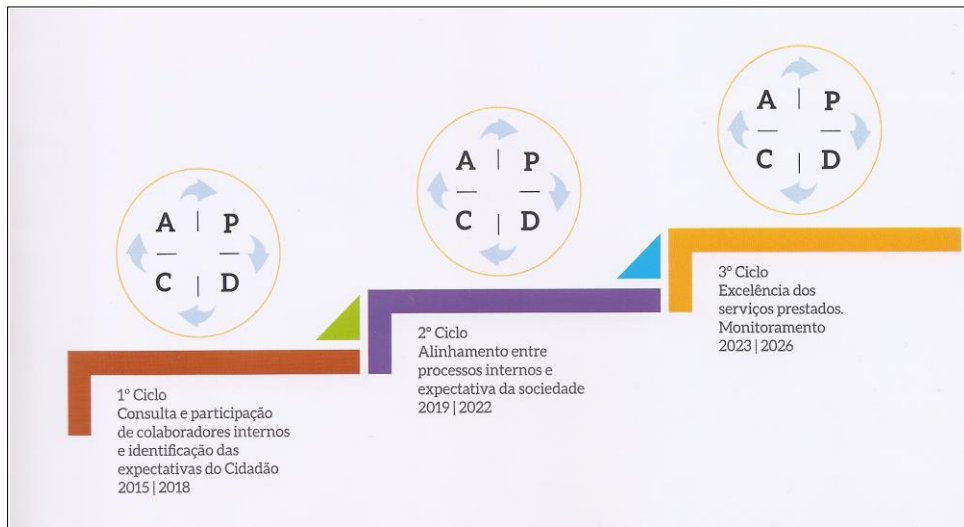 A | P
C | D
1º Ciclo
Consulta e participação
de colaboradores internos
e identificação das
expectativas do Cidadão
2015 | 2018
A | P
C | D
2º Ciclo
Alinhamento entre
processos internos e
expectativa da sociedade
2019 | 2022
A | P
C | D
3º Ciclo
Excelência dos
serviços prestados.
Monitoramento
2023 | 2026